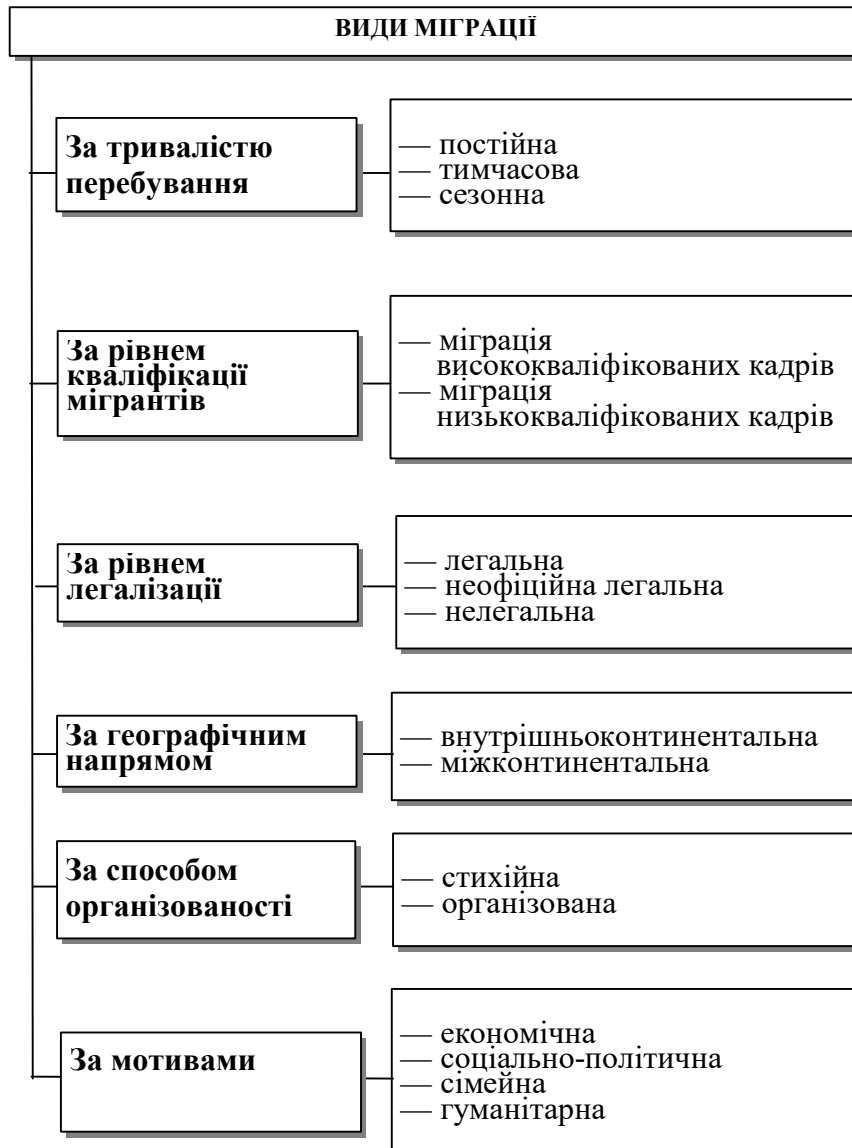 ВИДИ МІГРАЦІЇ
За тривалістю
перебування
— постійна
— тимчасова
— сезонна
За рівнем
кваліфікації
мігрантів
— міграція
висококваліфікованих кадрів
— міграція
низькокваліфікованих кадрів
За рівнем
легалізації
— легальна
— неофіційна легальна
— нелегальна
За географічним
напрямом
— внутрішньоконтинентальна
— міжконтинентальна
За способом
організованості
— стихійна
— організована
За мотивами
— економічна
— соціально-політична
— сімейна
— гуманітарна